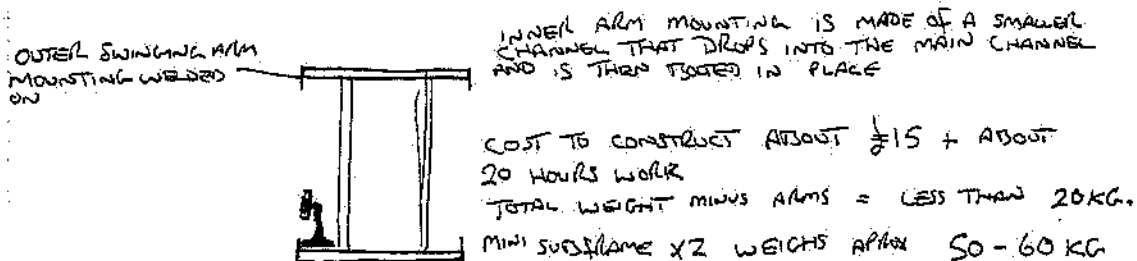 OUTER SWINGING ARM
MOUNTING WELDED
ON
INNER ARM MOUNTING IS MADE OF A SMALLER
CHANNEL THAT DROPS INTO THE MAIN CHANNEL
AND IS THEN BOLTED IN PLACE
COST TO CONSTRUCT ABOUT £15 + ABOUT
20 HOURS WORK
TOTAL WEIGHT MINUS ARMS = LESS THAN 20KG.
MINI SUBFRAME X2 WEIGHS APROX 50-60 KG